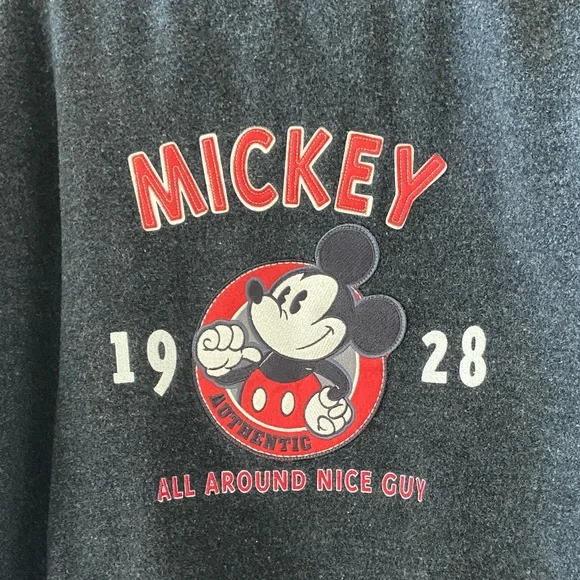 MICKEY
19 28
AUTHENTIC
ALL AROUND NICE GUY